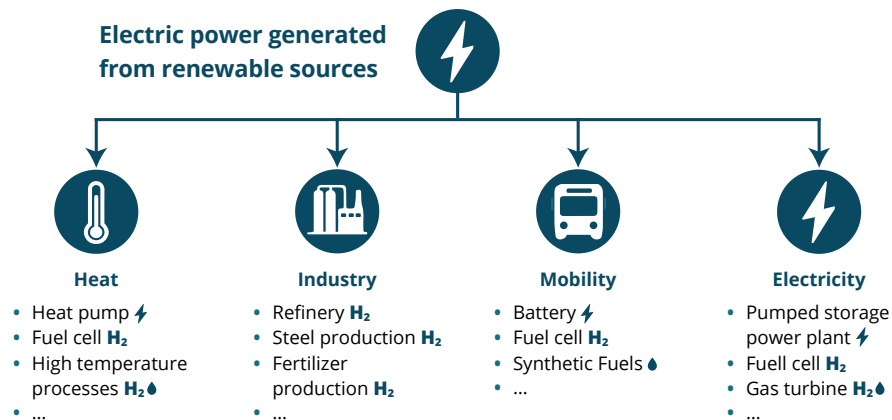 Electric power generated
from renewable sources
Heat
• Heat pump
• Fuel cell H₂
• High temperature
processes H₂
• ...
Industry
• Refinery H₂
• Steel production H₂
• Fertilizer
production H₂
• ...
Mobility
• Battery
• Fuel cell H₂
• Synthetic Fuels
• ...
Electricity
• Pumped storage
power plant
• Fuell cell H₂
• Gas turbine H₂
• ...